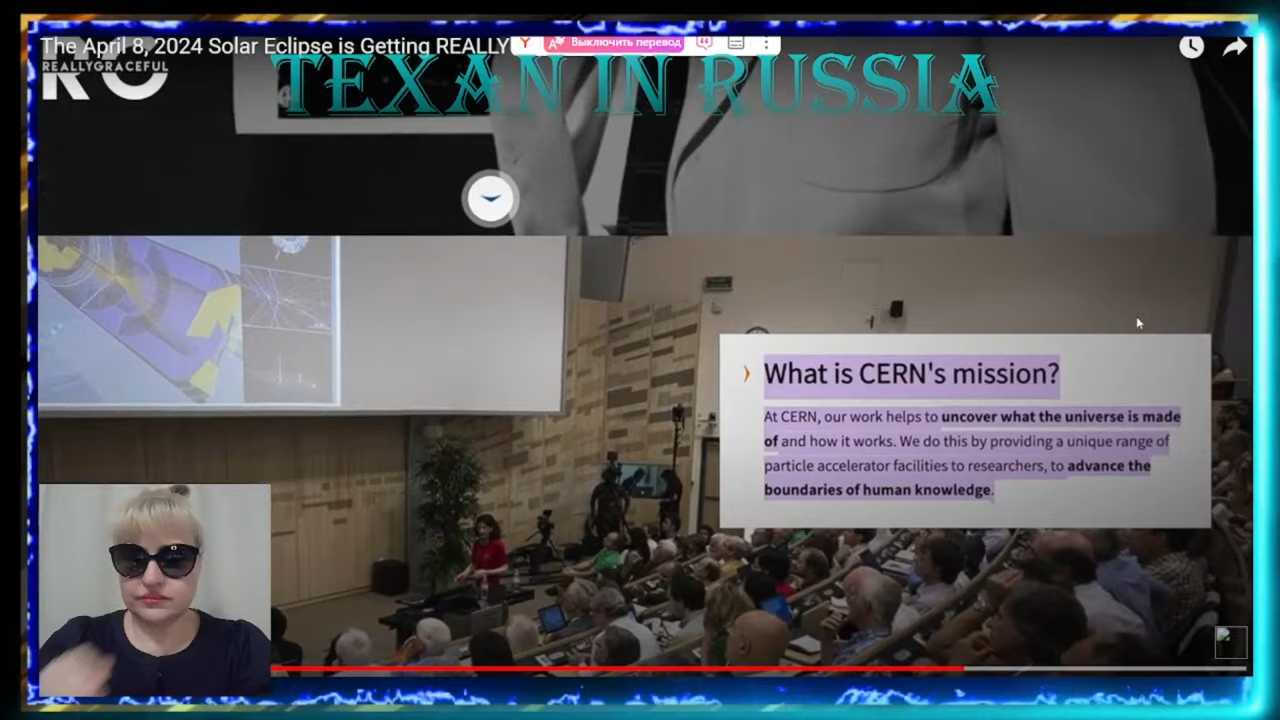 The April 8, 2024 Solar Eclipse is Getting REALLY
Выключить перевод
REALLYGRACEFUL
TEXAN IN RUSSIA
What is CERN's mission?
At CERN, our work helps to uncover what the universe is made
of and how it works. We do this by providing a unique range of
particle accelerator facilities to researchers, to advance the
boundaries of human knowledge.